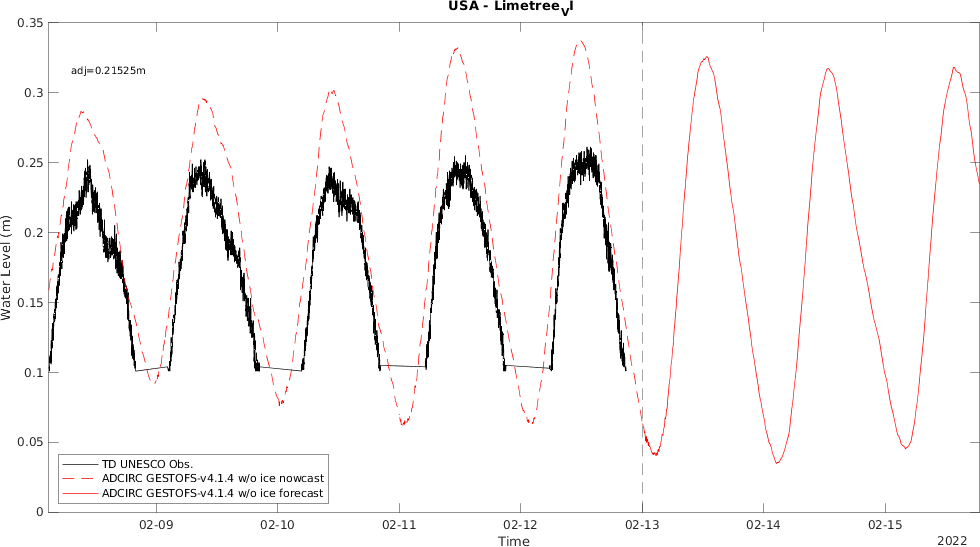 USA - LimetreeVI
0.35
adj=0.21525m
0.3
0.25
0.2
0.15
0.1
0.05
0
Water Level (m)
TD UNESCO Obs.
ADCIRC GESTOFS-v4.1.4 w/o ice nowcast
ADCIRC GESTOFS-v4.1.4 w/o ice forecast
02-09 02-10 02-11 02-12 02-13 02-14 02-15
Time
2022